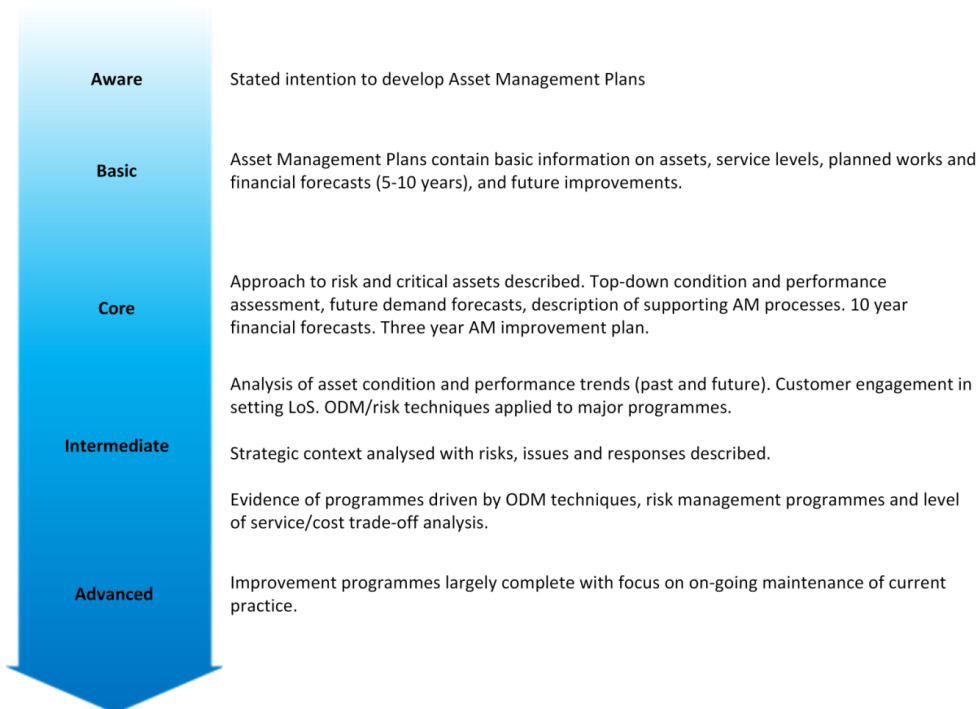 Aware
Stated intention to develop Asset Management Plans
Basic
Asset Management Plans contain basic information on assets, service levels, planned works and
financial forecasts (5-10 years), and future improvements.
Core
Approach to risk and critical assets described. Top-down condition and performance
assessment, future demand forecasts, description of supporting AM processes. 10 year
financial forecasts. Three year AM improvement plan.
Intermediate
Analysis of asset condition and performance trends (past and future). Customer engagement in
setting LoS. ODM/risk techniques applied to major programmes.
Strategic context analysed with risks, issues and responses described.
Evidence of programmes driven by ODM techniques, risk management programmes and level
of service/cost trade-off analysis.
Advanced
Improvement programmes largely complete with focus on on-going maintenance of current
practice.